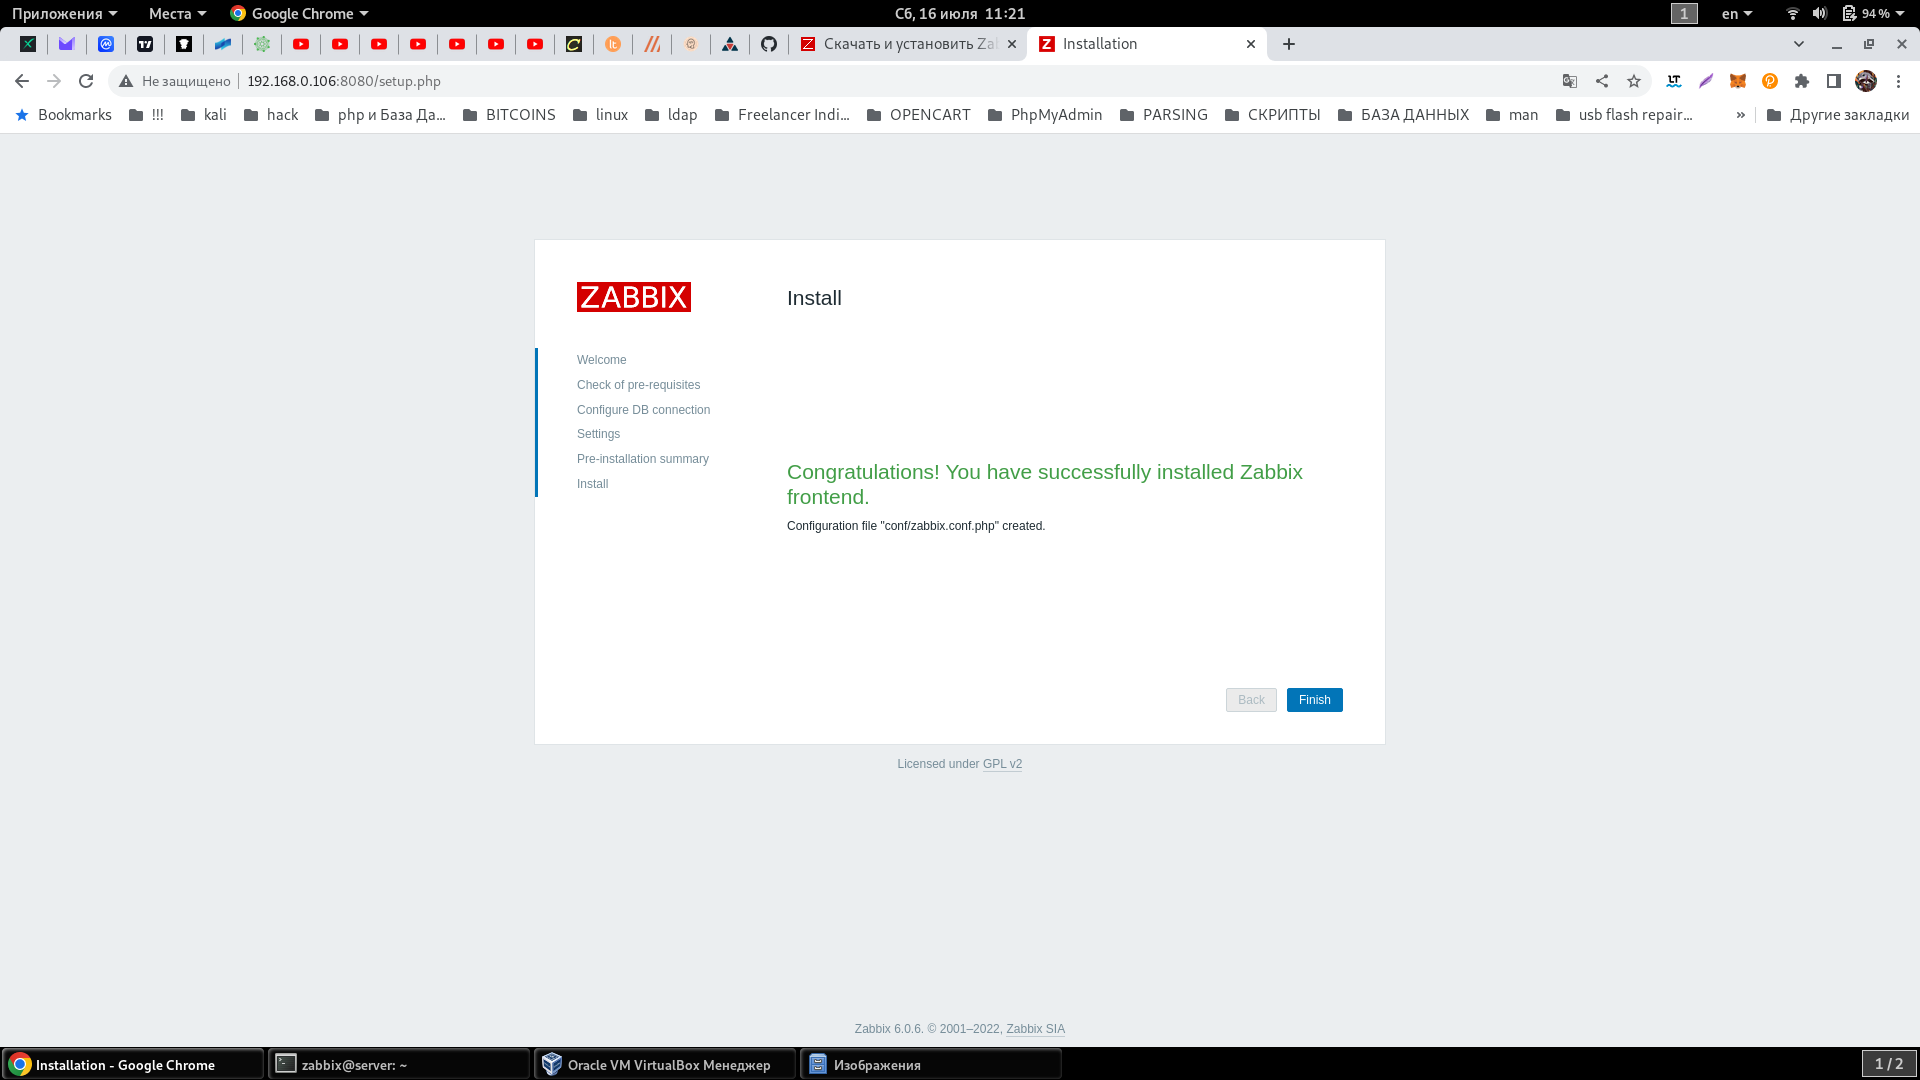 Приложения Места Google Chrome Сб, 16 июля 11:21 1 en 94 %
Скачать и установить Zab Installation
Не защищено 192.168.0.106:8080/setup.php
Bookmarks !!! kali hack php и База Да... BITCOINS linux ldap Freelancer Indi... OPENCART PhpMyAdmin PARSING СКРИПТЫ БАЗА ДАННЫХ man usb flash repair... » Другие закладки
ZABBIX
Install
Welcome
Check of pre-requisites
Configure DB connection
Settings
Pre-installation summary
Install
Congratulations! You have successfully installed Zabbix
frontend.
Configuration file "conf/zabbix.conf.php" created.
Back Finish
Licensed under GPL v2
Zabbix 6.0.6. © 2001–2022, Zabbix SIA
Installation - Google Chrome zabbix@server: ~ Oracle VM VirtualBox Менеджер Изображения 1 / 2